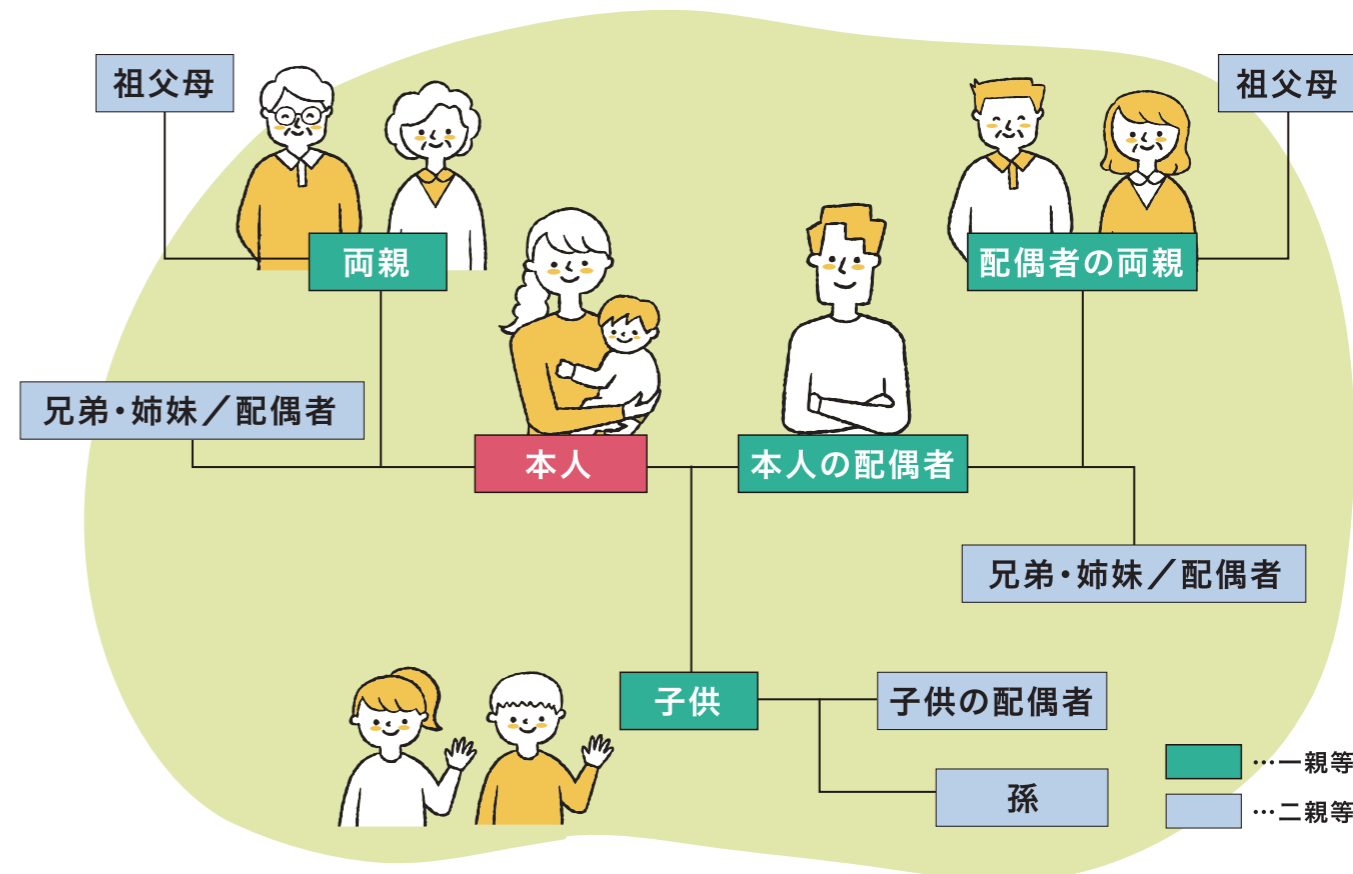 祖父母
祖父母
両親
配偶者の両親
兄弟・姉妹／配偶者
本人
本人の配偶者
兄弟・姉妹／配偶者
子供
子供の配偶者
孫
…一親等
…二親等